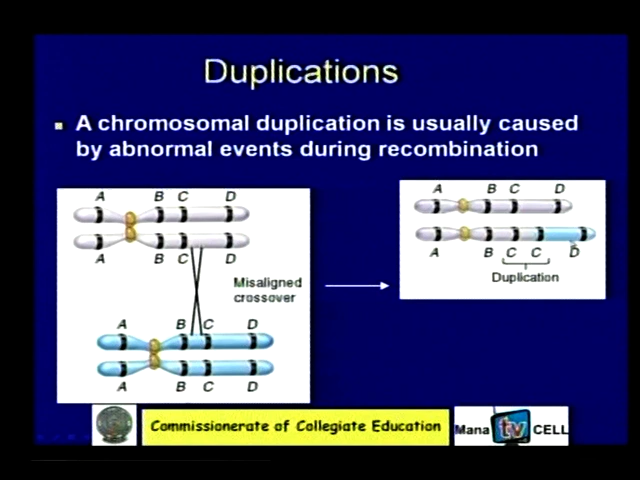 Duplications
A chromosomal duplication is usually caused
by abnormal events during recombination
A B C D
A B C D
Misaligned
crossover
A B C D
A B C D
A B C D
A B C C D
Duplication
Commissionerate of Collegiate Education
Mana tv CELL